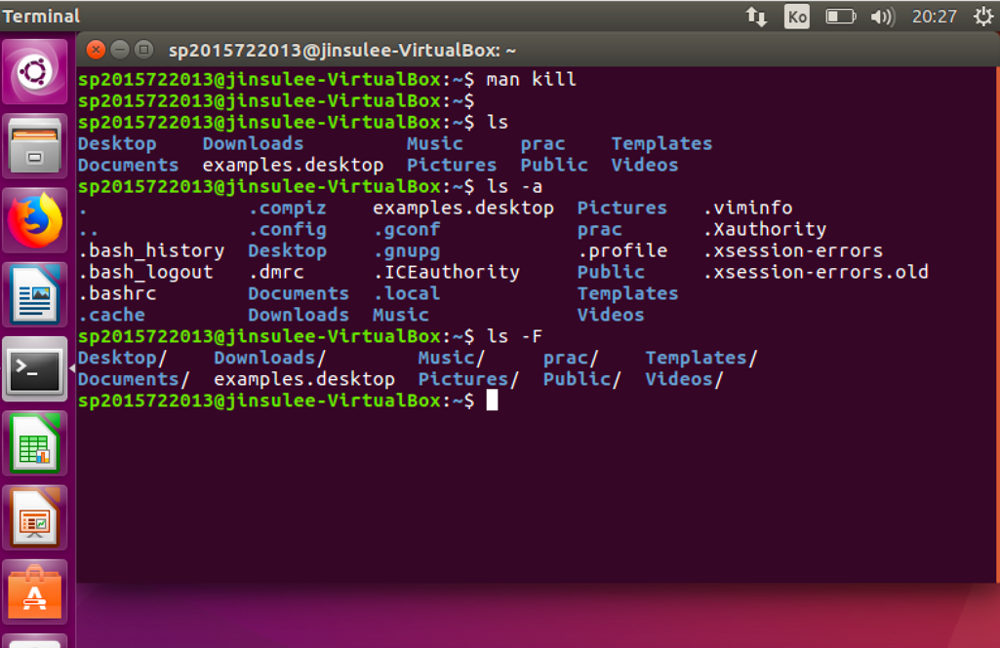 Terminal Ko 20:27
sp2015722013@jinsulee-VirtualBox: ~
sp2015722013@jinsulee-VirtualBox:~$ man kill
sp2015722013@jinsulee-VirtualBox:~$
sp2015722013@jinsulee-VirtualBox:~$ ls
Desktop Downloads Music prac Templates
Documents examples.desktop Pictures Public Videos
sp2015722013@jinsulee-VirtualBox:~$ ls -a
. .compiz examples.desktop Pictures .viminfo
.. .config .gconf prac .Xauthority
.bash_history Desktop .gnupg .profile .xsession-errors
.bash_logout .dmrc .ICEauthority Public .xsession-errors.old
.bashrc Documents .local Templates
.cache Downloads Music Videos
sp2015722013@jinsulee-VirtualBox:~$ ls -F
Desktop/ Downloads/ Music/ prac/ Templates/
Documents/ examples.desktop Pictures/ Public/ Videos/
sp2015722013@jinsulee-VirtualBox:~$